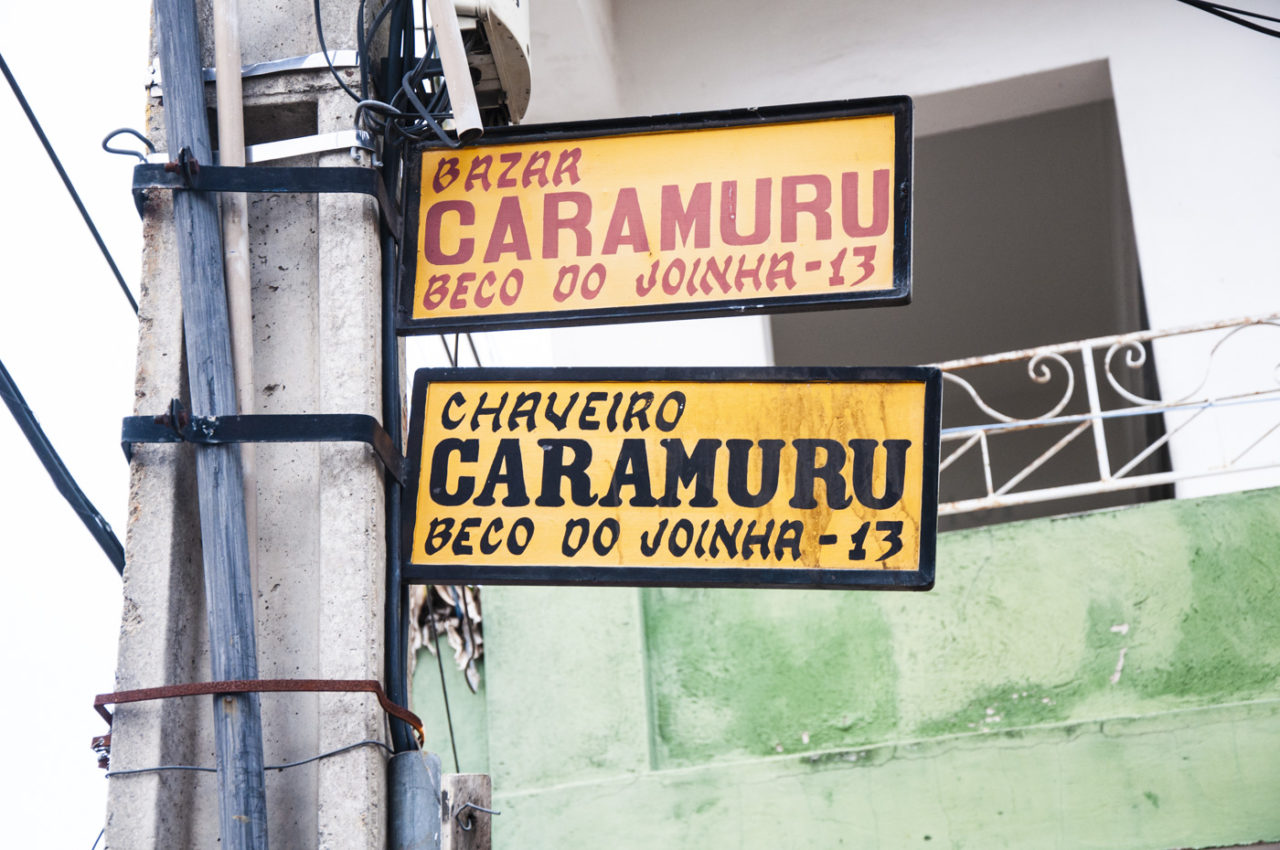 BAZAR
CARAMURU
BECO DO JOINHA-13
CHAVEIRO
CARAMURU
BECO DO JOINHA-13